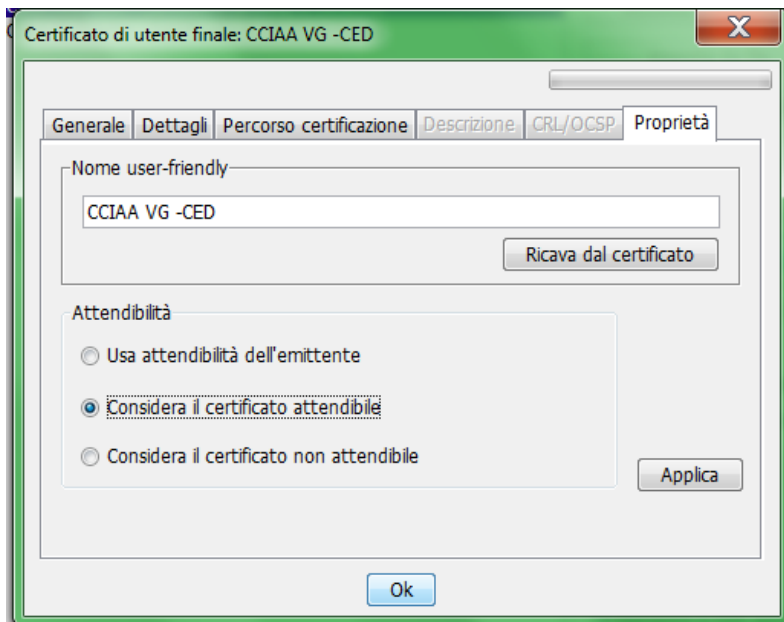 Certificato di utente finale: CCIAA VG -CED
Generale Dettagli Percorso certificazione Descrizione CRL/OCSP Proprietà
Nome user-friendly
CCIAA VG -CED
Ricava dal certificato
Attendibilità
Usa attendibilità dell'emittente
Considera il certificato attendibile
Considera il certificato non attendibile
Applica
Ok